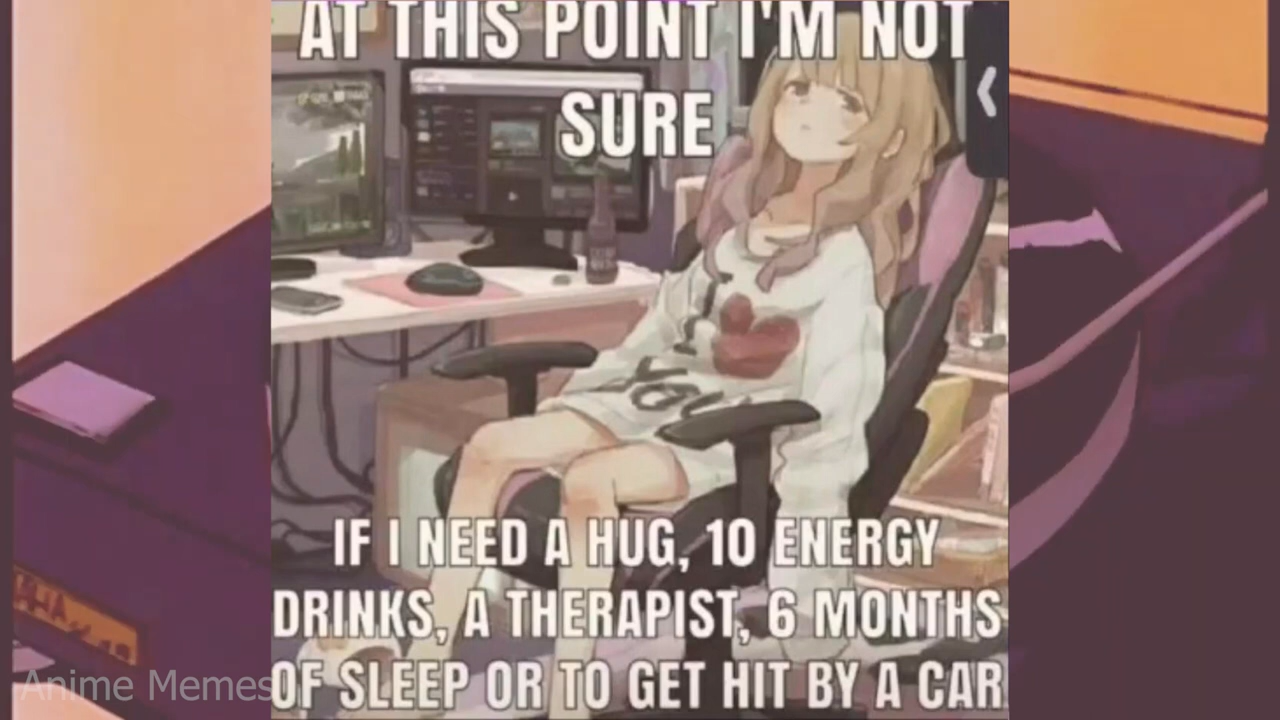 AT THIS POINT I'M NOT
SURE
YOU
IF I NEED A HUG, 10 ENERGY
DRINKS, A THERAPIST, 6 MONTHS
OF SLEEP OR TO GET HIT BY A CAR
Anime Memes